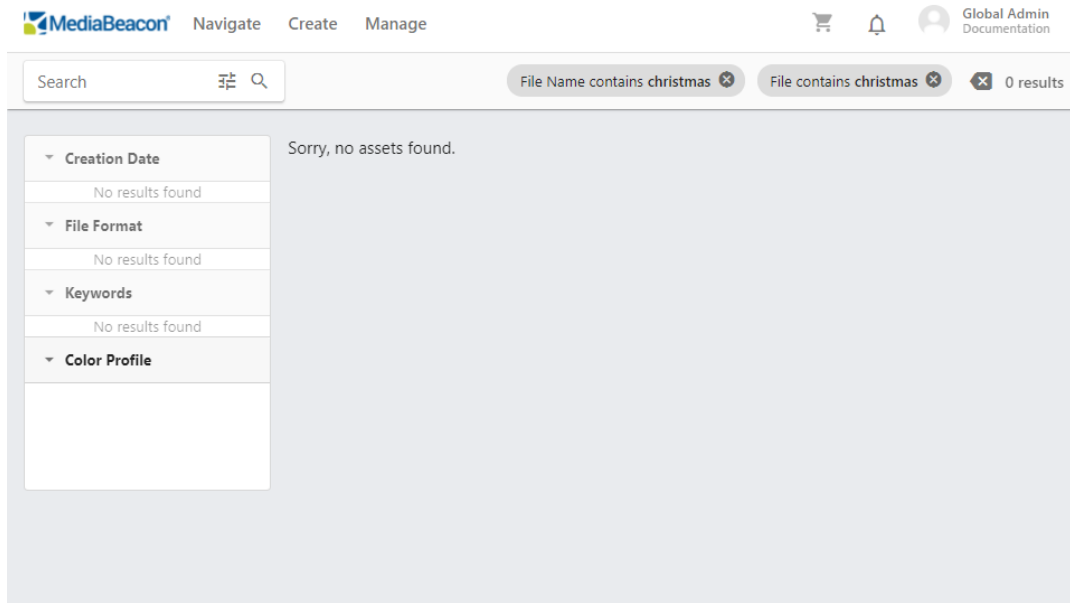 MediaBeacon® Navigate Create Manage
Global Admin
Documentation
Search
File Name contains christmas
File contains christmas
0 results
Creation Date
No results found
File Format
No results found
Keywords
No results found
Color Profile
Sorry, no assets found.